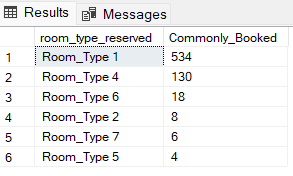 Results Messages
room_type_reserved Commonly_Booked
1 Room_Type 1 534
2 Room_Type 4 130
3 Room_Type 6 18
4 Room_Type 2 8
5 Room_Type 7 6
6 Room_Type 5 4